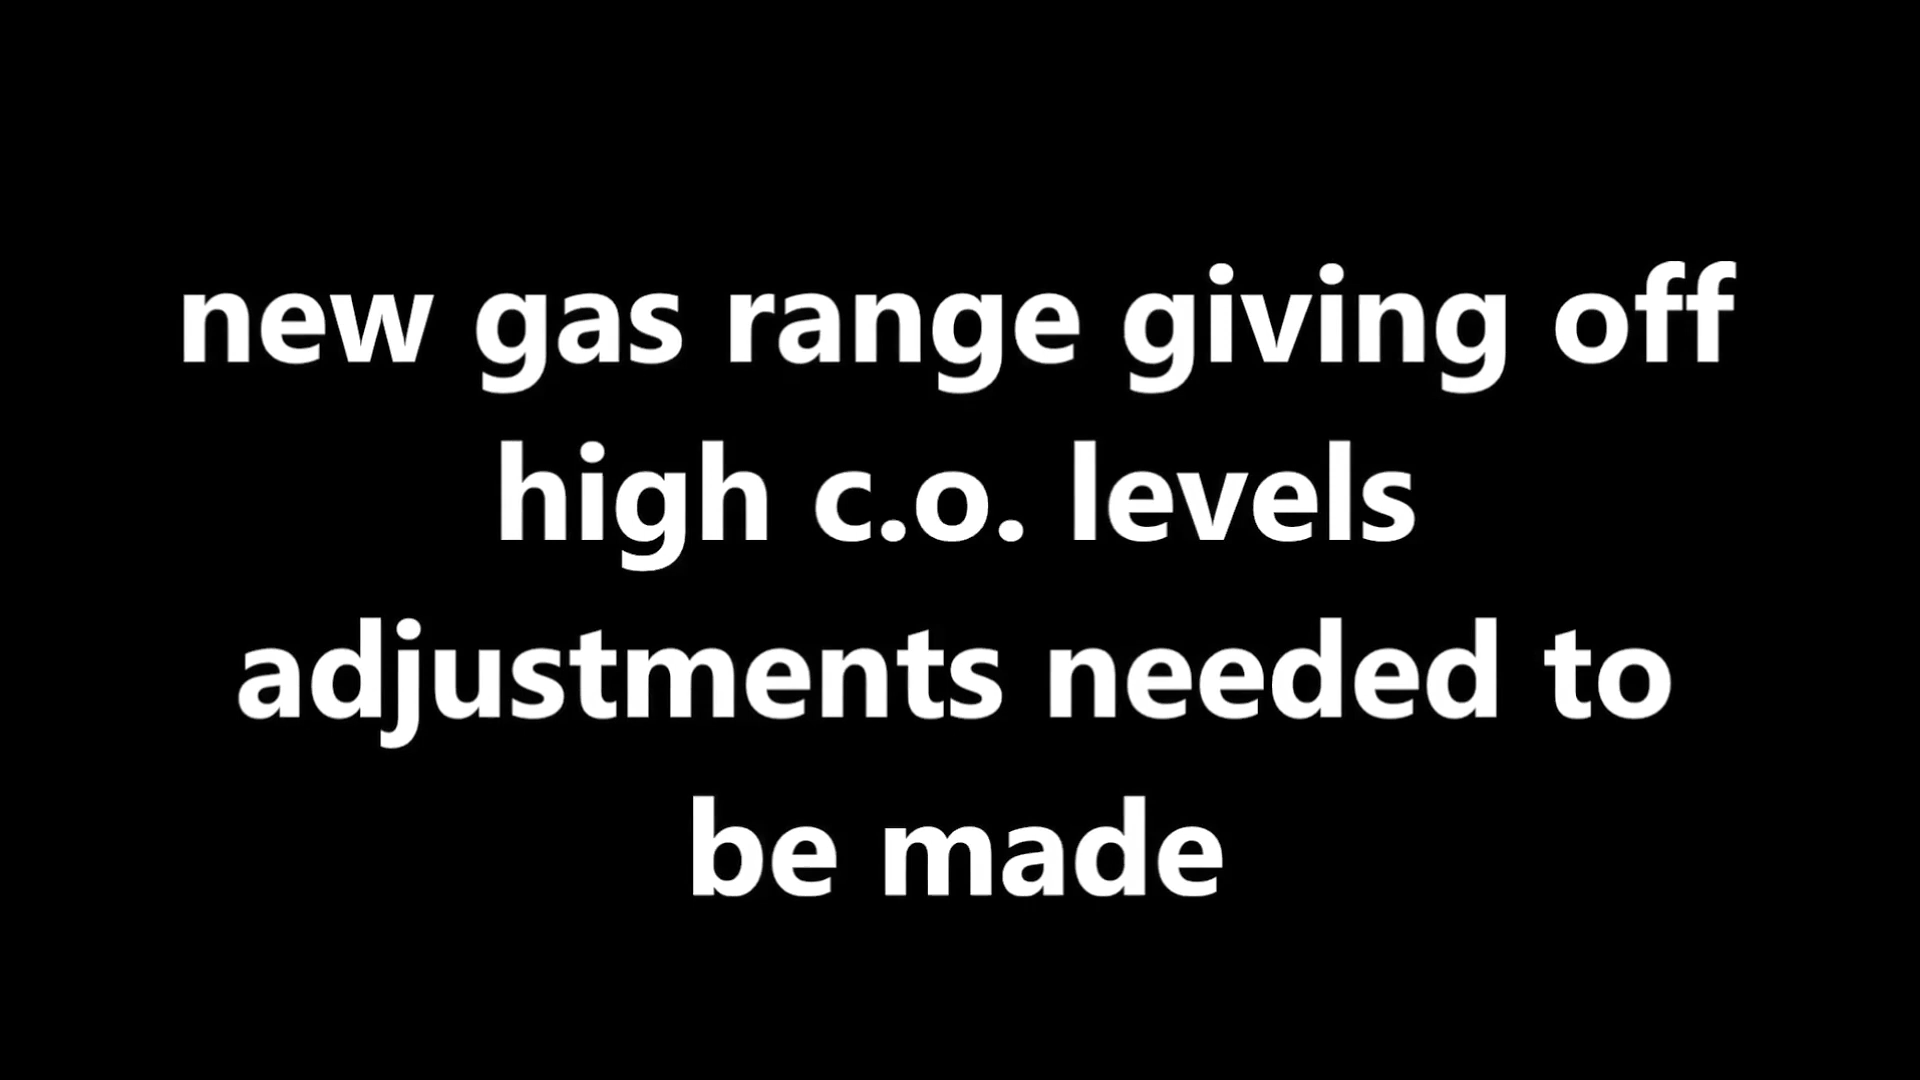 new gas range giving off
high c.o. levels
adjustments needed to
be made